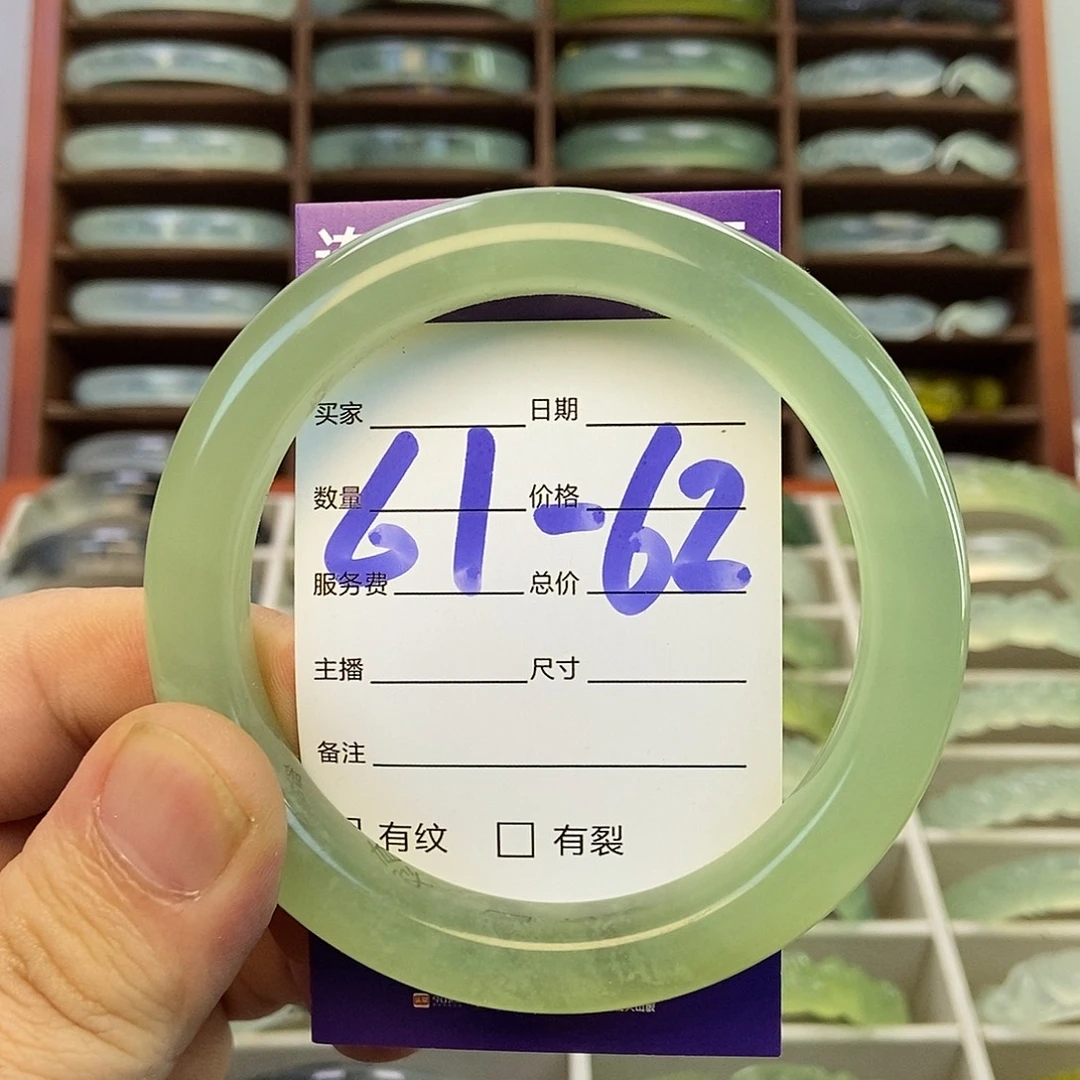 买家 日期
数量 价格
61-62
服务费 总价
主播 尺寸
备注
有纹 有裂